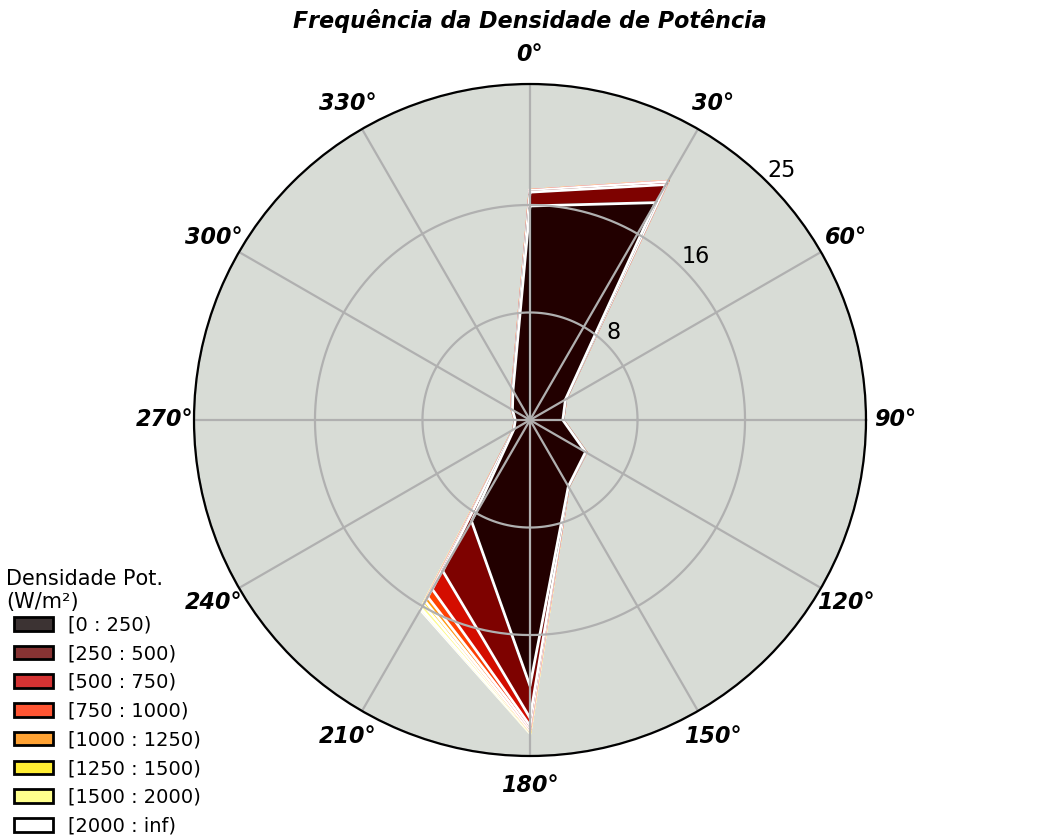 Frequência da Densidade de Potência
0°
330°
30°
25
300°
60°
16
8
270°
90°
240°
120°
210°
150°
180°
Densidade Pot.
(W/m²)
[0 : 250)
[250 : 500)
[500 : 750)
[750 : 1000)
[1000 : 1250)
[1250 : 1500)
[1500 : 2000)
[2000 : inf)